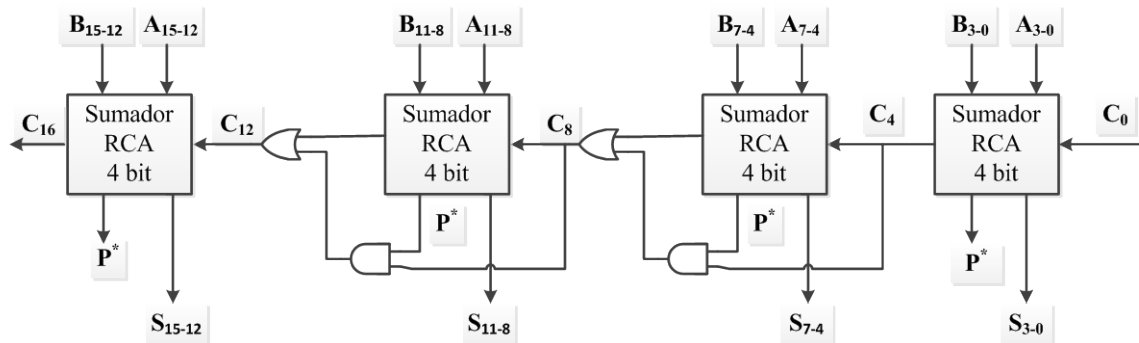 B15-12 A15-12 B11-8 A11-8 B7-4 A7-4 B3-0 A3-0
C16 Sumador RCA 4 bit C12 Sumador RCA 4 bit C8 Sumador RCA 4 bit C4 Sumador RCA 4 bit C0
P* P* P* P*
S15-12 S11-8 S7-4 S3-0